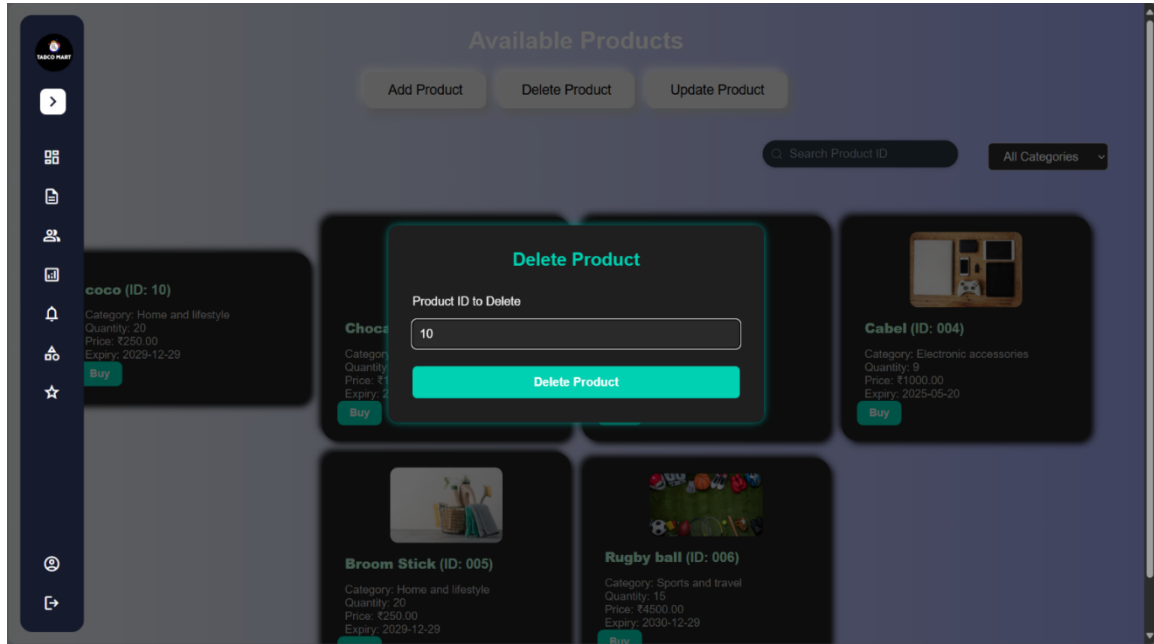 TADCO MART
Available Products
Add Product
Delete Product
Update Product
Search Product ID
All Categories
coco (ID: 10)
Category: Home and lifestyle
Quantity: 20
Price: ₹250.00
Expiry: 2029-12-29
Buy
Delete Product
Product ID to Delete
10
Delete Product
Quantity
Price:
Expiry:
Buy
Cabel (ID: 004)
Category: Electronic accessories
Quantity: 9
Price: ₹1000.00
Expiry: 2025-05-20
Buy
Broom Stick (ID: 005)
Category: Home and lifestyle
Quantity: 20
Price: ₹250.00
Expiry: 2029-12-29
Rugby ball (ID: 006)
Category: Sports and travel
Quantity: 15
Price: ₹4500.00
Expiry: 2030-12-29
Buy